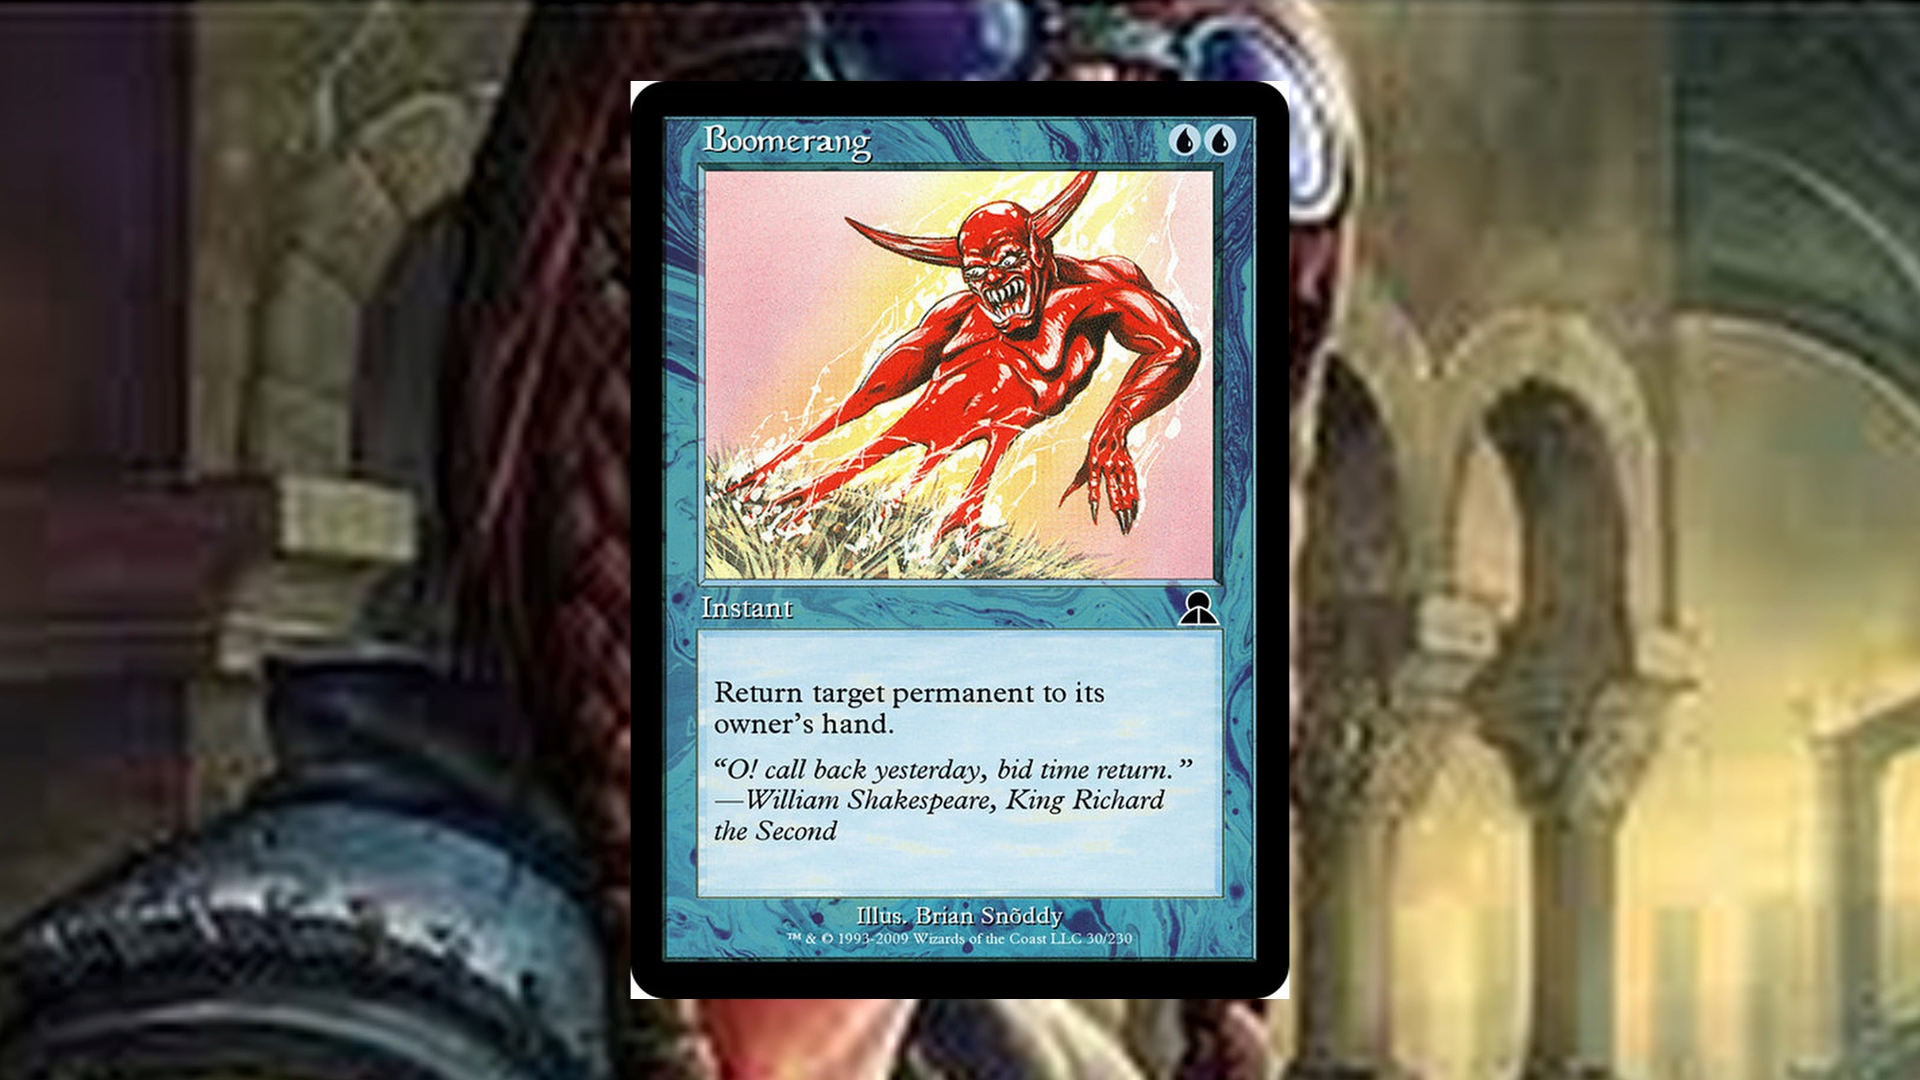 Boomerang
Instant
Return target permanent to its
owner's hand.
“O! call back yesterday, bid time return.”
—William Shakespeare, King Richard
the Second
Illus. Brian Snõddy
™ & © 1993-2009 Wizards of the Coast LLC 30/230